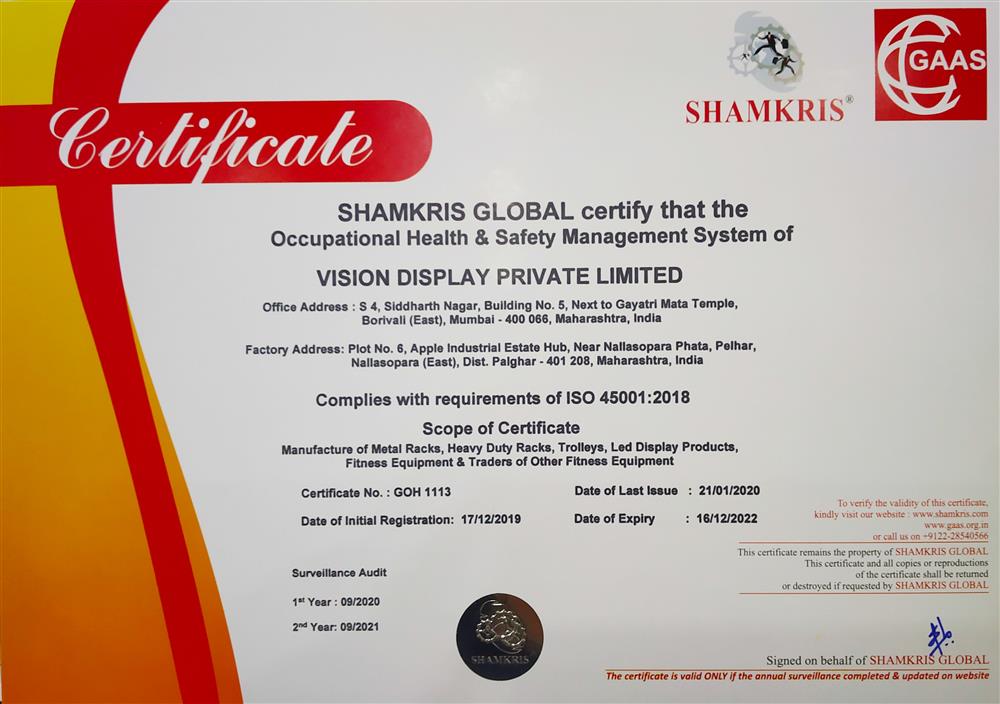 SHAMKRIS®
GAAS
Certificate
SHAMKRIS GLOBAL certify that the
Occupational Health & Safety Management System of
VISION DISPLAY PRIVATE LIMITED
Office Address : S 4, Siddharth Nagar, Building No. 5, Next to Gayatri Mata Temple,
Borivali (East), Mumbai - 400 066, Maharashtra, India
Factory Address: Plot No. 6, Apple Industrial Estate Hub, Near Nallasopara Phata, Pelhar,
Nallasopara (East), Dist. Palghar - 401 208, Maharashtra, India
Complies with requirements of ISO 45001:2018
Scope of Certificate
Manufacture of Metal Racks, Heavy Duty Racks, Trolleys, Led Display Products,
Fitness Equipment & Traders of Other Fitness Equipment
Certificate No. : GOH 1113
Date of Last Issue : 21/01/2020
Date of Initial Registration: 17/12/2019
Date of Expiry : 16/12/2022
To verify the validity of this certificate,
kindly visit our website : www.shamkris.com
www.gaas.org.in
or call us on +9122-28540566
This certificate remains the property of SHAMKRIS GLOBAL
This certificate and all copies or reproductions
of the certificate shall be returned
or destroyed if requested by SHAMKRIS GLOBAL
Surveillance Audit
1st Year : 09/2020
2nd Year: 09/2021
SHAMKRIS
Signed on behalf of SHAMKRIS GLOBAL
The certificate is valid ONLY if the annual surveillance completed & updated on website